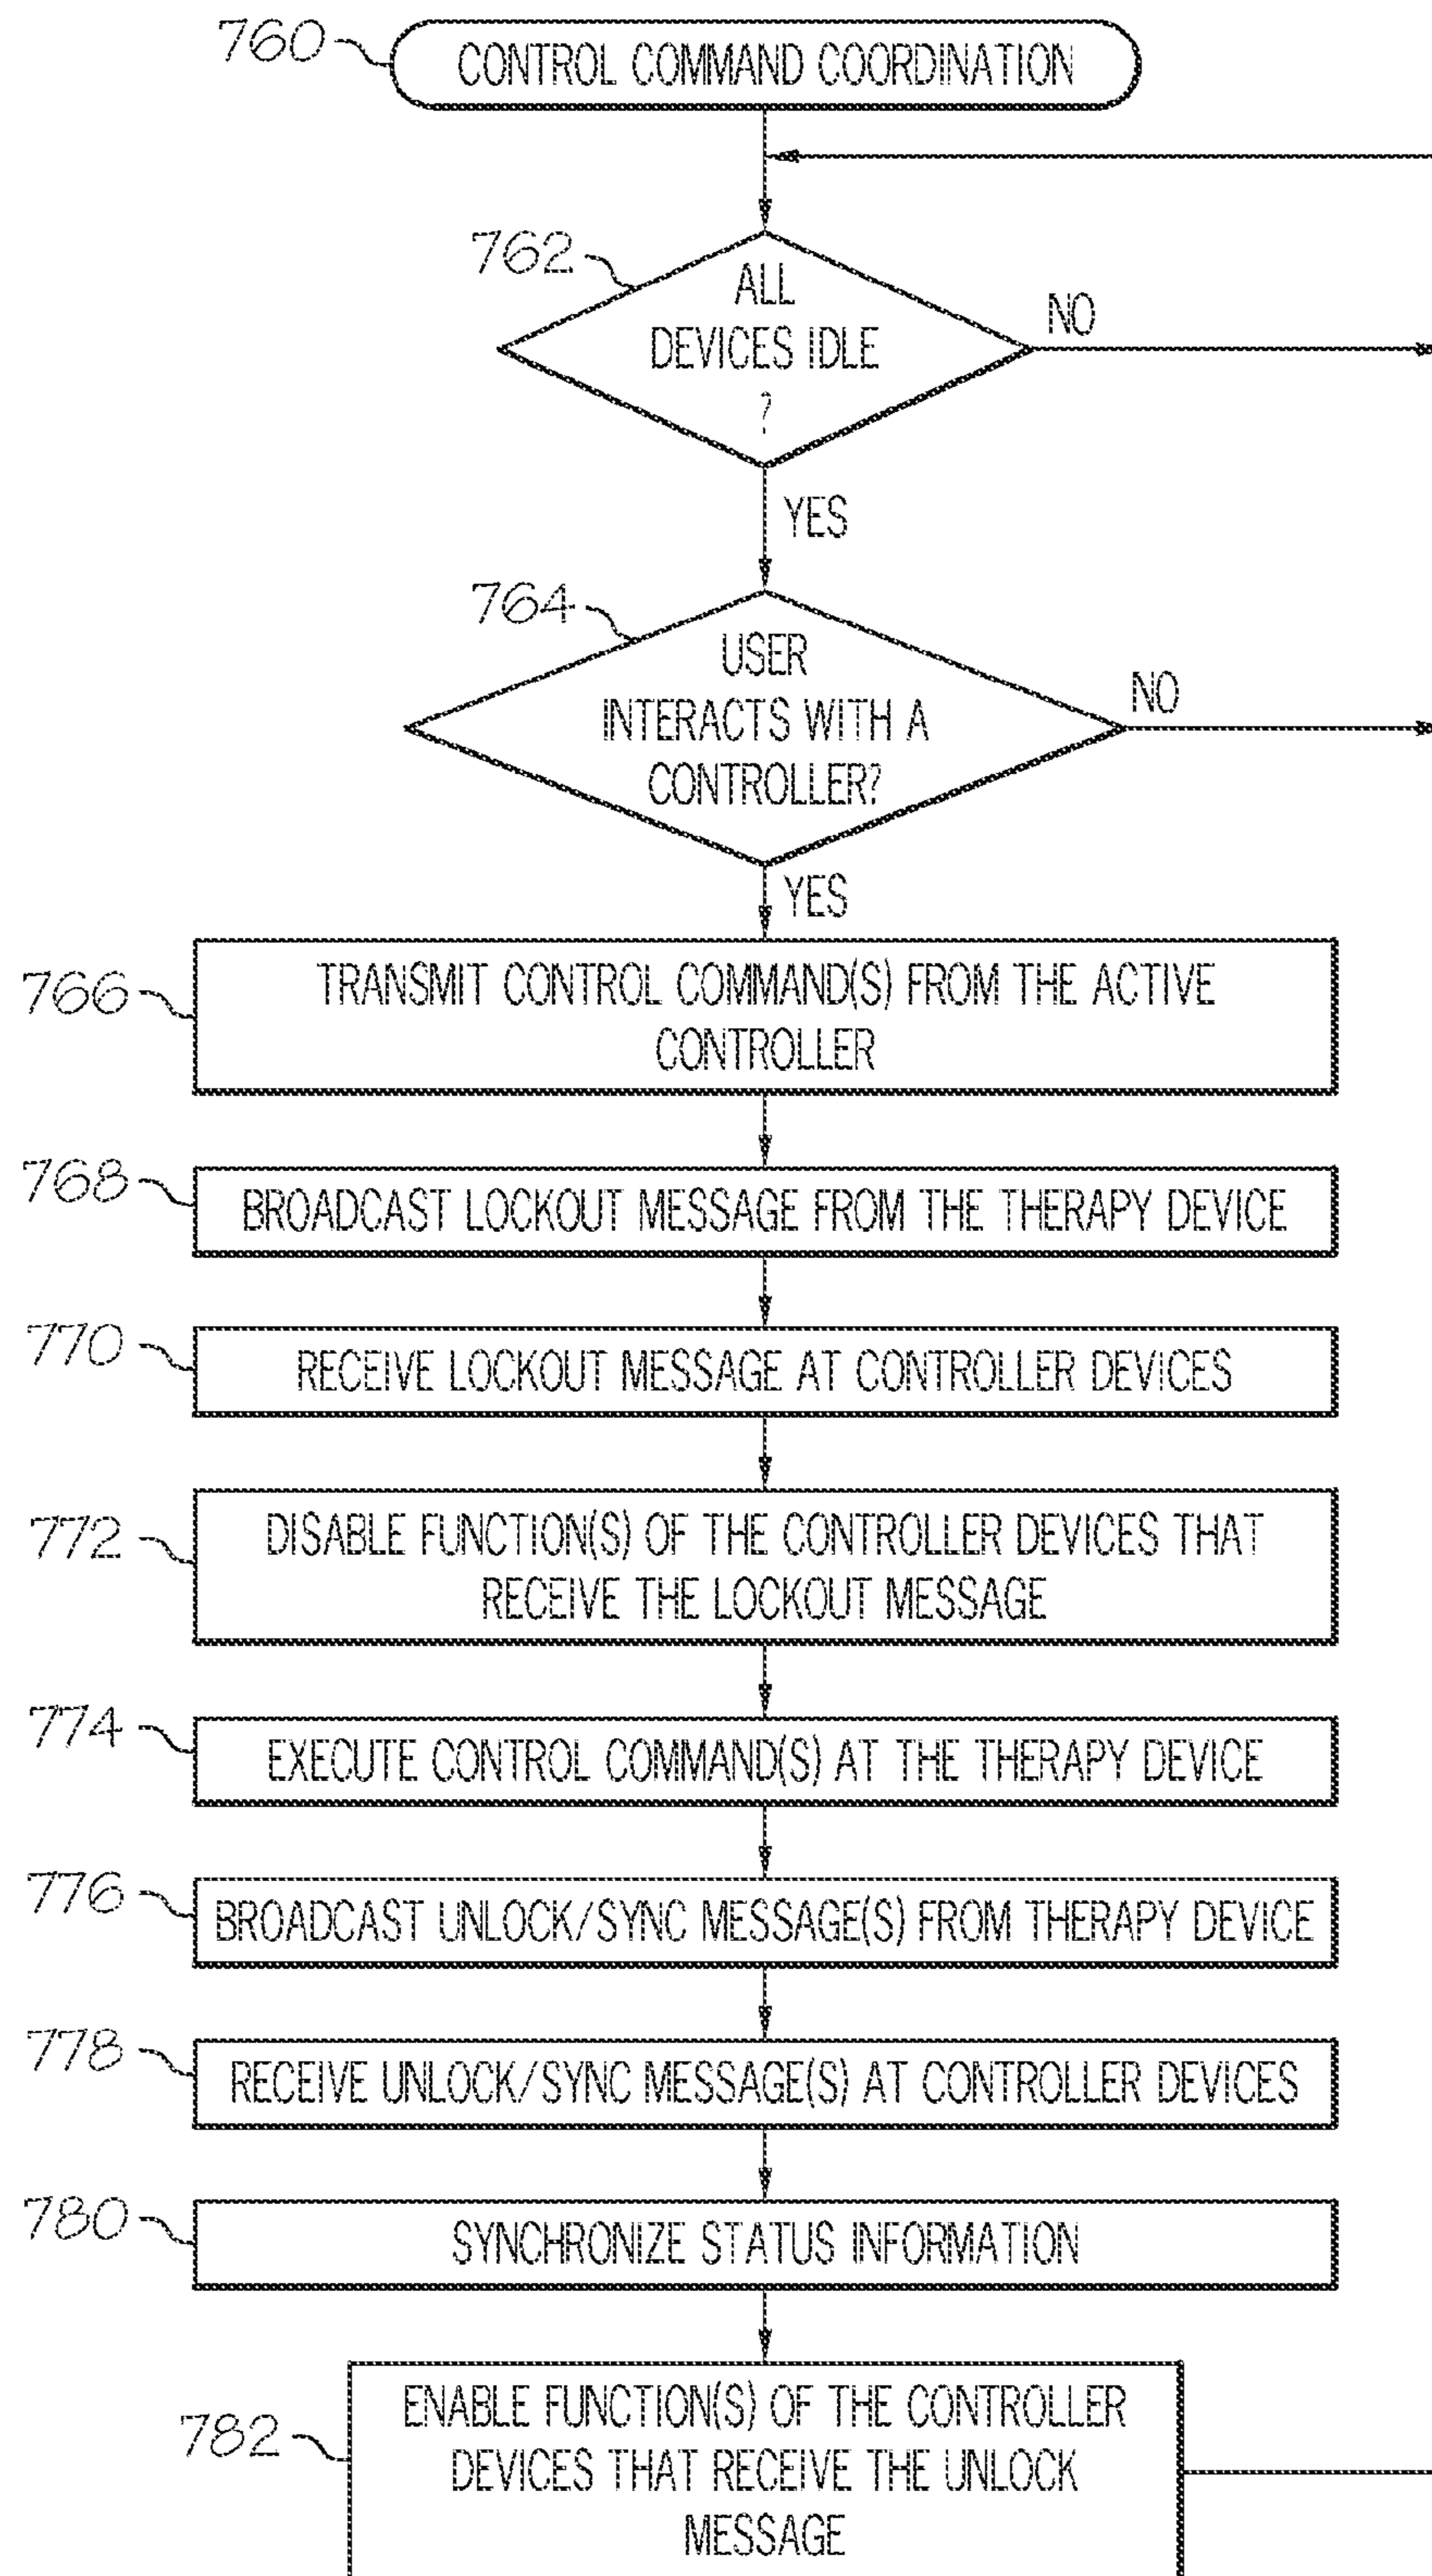 760
CONTROL COMMAND COORDINATION
762
ALL
DEVICES IDLE
?
NO
YES
764
USER
INTERACTS WITH A
CONTROLLER?
NO
YES
766
TRANSMIT CONTROL COMMAND(S) FROM THE ACTIVE
CONTROLLER
768
BROADCAST LOCKOUT MESSAGE FROM THE THERAPY DEVICE
770
RECEIVE LOCKOUT MESSAGE AT CONTROLLER DEVICES
772
DISABLE FUNCTION(S) OF THE CONTROLLER DEVICES THAT
RECEIVE THE LOCKOUT MESSAGE
774
EXECUTE CONTROL COMMAND(S) AT THE THERAPY DEVICE
776
BROADCAST UNLOCK/SYNC MESSAGE(S) FROM THERAPY DEVICE
778
RECEIVE UNLOCK/SYNC MESSAGE(S) AT CONTROLLER DEVICES
780
SYNCHRONIZE STATUS INFORMATION
782
ENABLE FUNCTION(S) OF THE CONTROLLER
DEVICES THAT RECEIVE THE UNLOCK
MESSAGE